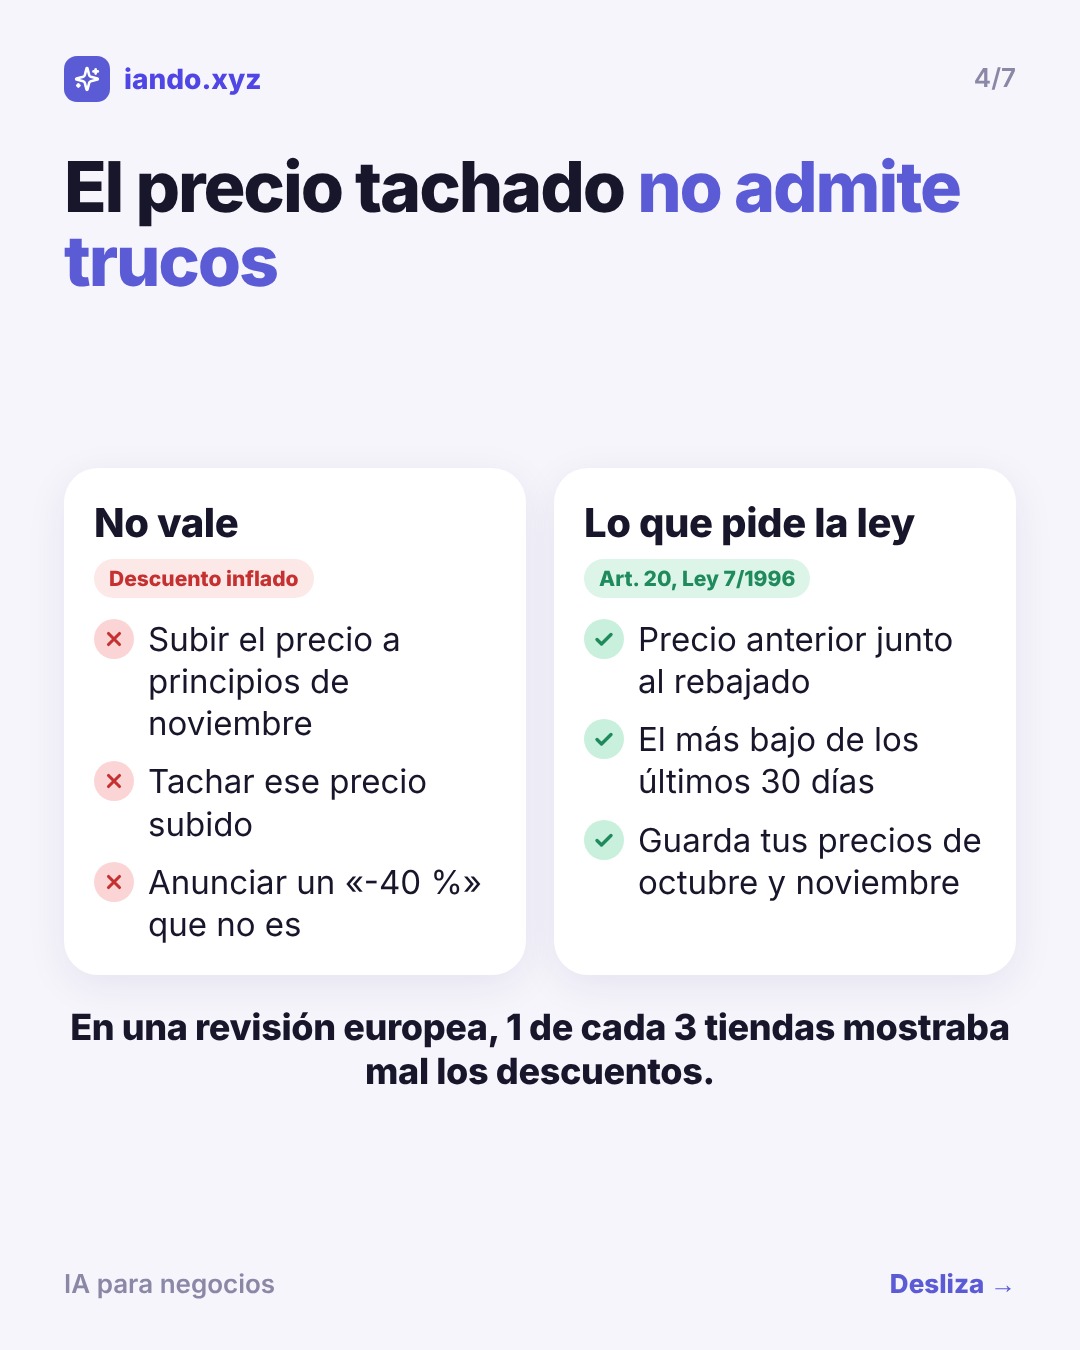 iando.xyz
4/7
El precio tachado no admite
trucos
No vale
Descuento inflado
Subir el precio a
principios de
noviembre
Tachar ese precio
subido
Anunciar un «-40 %»
que no es
Lo que pide la ley
Art. 20, Ley 7/1996
Precio anterior junto
al rebajado
El más bajo de los
últimos 30 días
Guarda tus precios de
octubre y noviembre
En una revisión europea, 1 de cada 3 tiendas mostraba
mal los descuentos.
IA para negocios
Desliza →